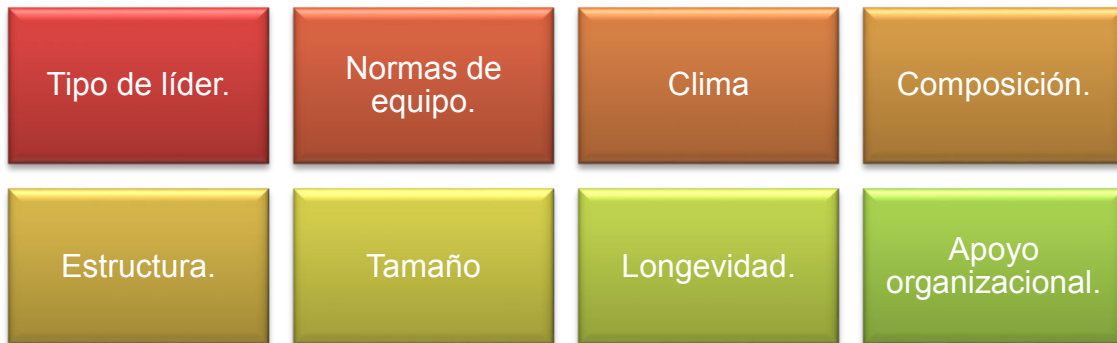 Tipo de líder.
Normas de
equipo.
Clima
Composición.
Estructura.
Tamaño
Longevidad.
Apoyo
organizacional.